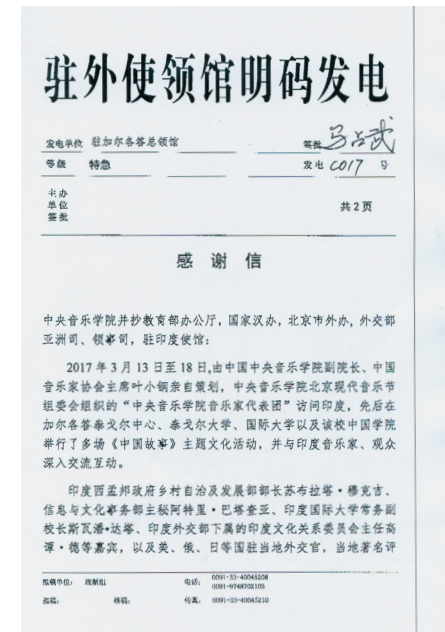 驻外使领馆明码发电
发电单位 驻加尔各答总领馆 签批 马占武
等级 特急 发电 C017 号
主办
单位
签批
共2页
感谢信
中央音乐学院并抄教育部办公厅，国家汉办，北京市外办，外交部
亚洲司、领事司，驻印度使馆：
2017年3月13日至18日，由中国中央音乐学院副院长、中国
音乐家协会主席叶小钢亲自策划，中央音乐学院北京现代音乐节
组委会组织的“中央音乐学院音乐家代表团”访问印度，先后在
加尔各答泰戈尔中心、泰戈尔大学、国际大学以及该校中国学院
举行了多场《中国故事》主题文化活动，并与印度音乐家、观众
深入交流互动。
印度西孟邦政府乡村自治及发展部部长苏布拉塔·穆克吉、
信息与文化事务部主秘阿特里·巴塔查亚、印度国际大学常务副
校长斯瓦潘·达塔、印度外交部下属的印度文化关系委员会主任高
谭·德等嘉宾，以及美、俄、日等国驻当地外交官，当地著名评
拟稿单位： 政新组 电话： 0091-33-40048208
0091-9748702105
拟稿： 核稿： 传真： 0091-33-40045210